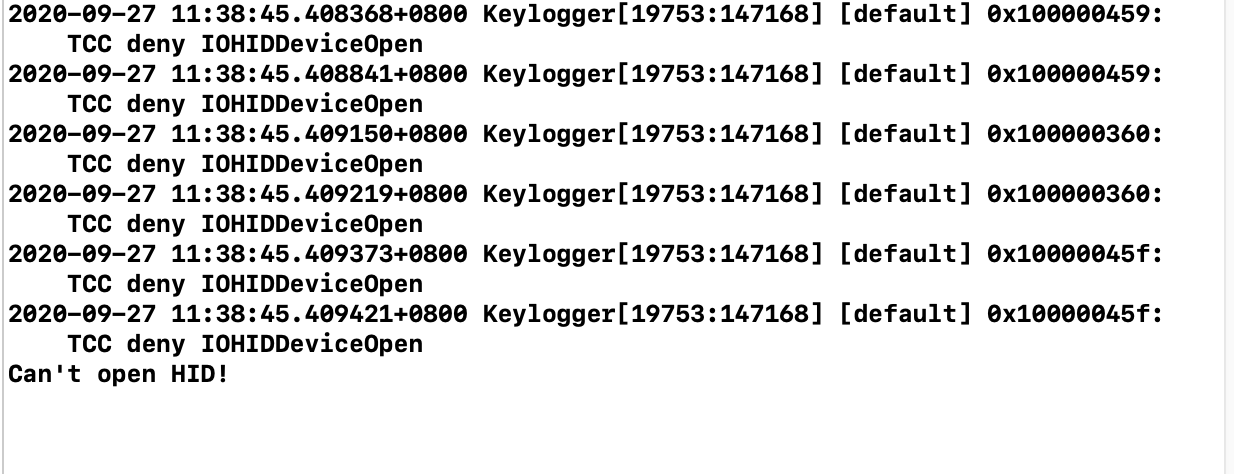 2020-09-27 11:38:45.408368+0800 Keylogger[19753:147168] [default] 0x100000459:
TCC deny IOHIDDeviceOpen
2020-09-27 11:38:45.408841+0800 Keylogger[19753:147168] [default] 0x100000459:
TCC deny IOHIDDeviceOpen
2020-09-27 11:38:45.409150+0800 Keylogger[19753:147168] [default] 0x100000360:
TCC deny IOHIDDeviceOpen
2020-09-27 11:38:45.409219+0800 Keylogger[19753:147168] [default] 0x100000360:
TCC deny IOHIDDeviceOpen
2020-09-27 11:38:45.409373+0800 Keylogger[19753:147168] [default] 0x10000045f:
TCC deny IOHIDDeviceOpen
2020-09-27 11:38:45.409421+0800 Keylogger[19753:147168] [default] 0x10000045f:
TCC deny IOHIDDeviceOpen
Can't open HID!